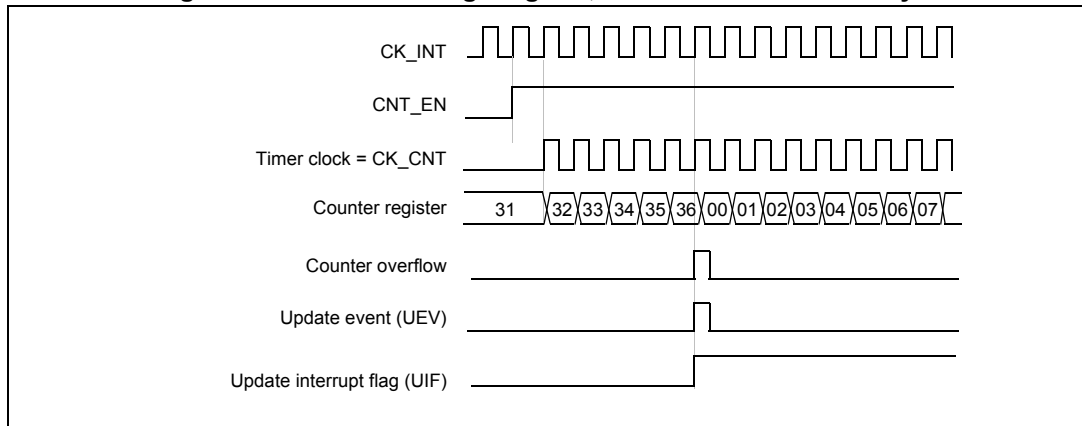 CK_INT
CNT_EN
Timer clock = CK_CNT
Counter register 31 32 33 34 35 36 00 01 02 03 04 05 06 07
Counter overflow
Update event (UEV)
Update interrupt flag (UIF)